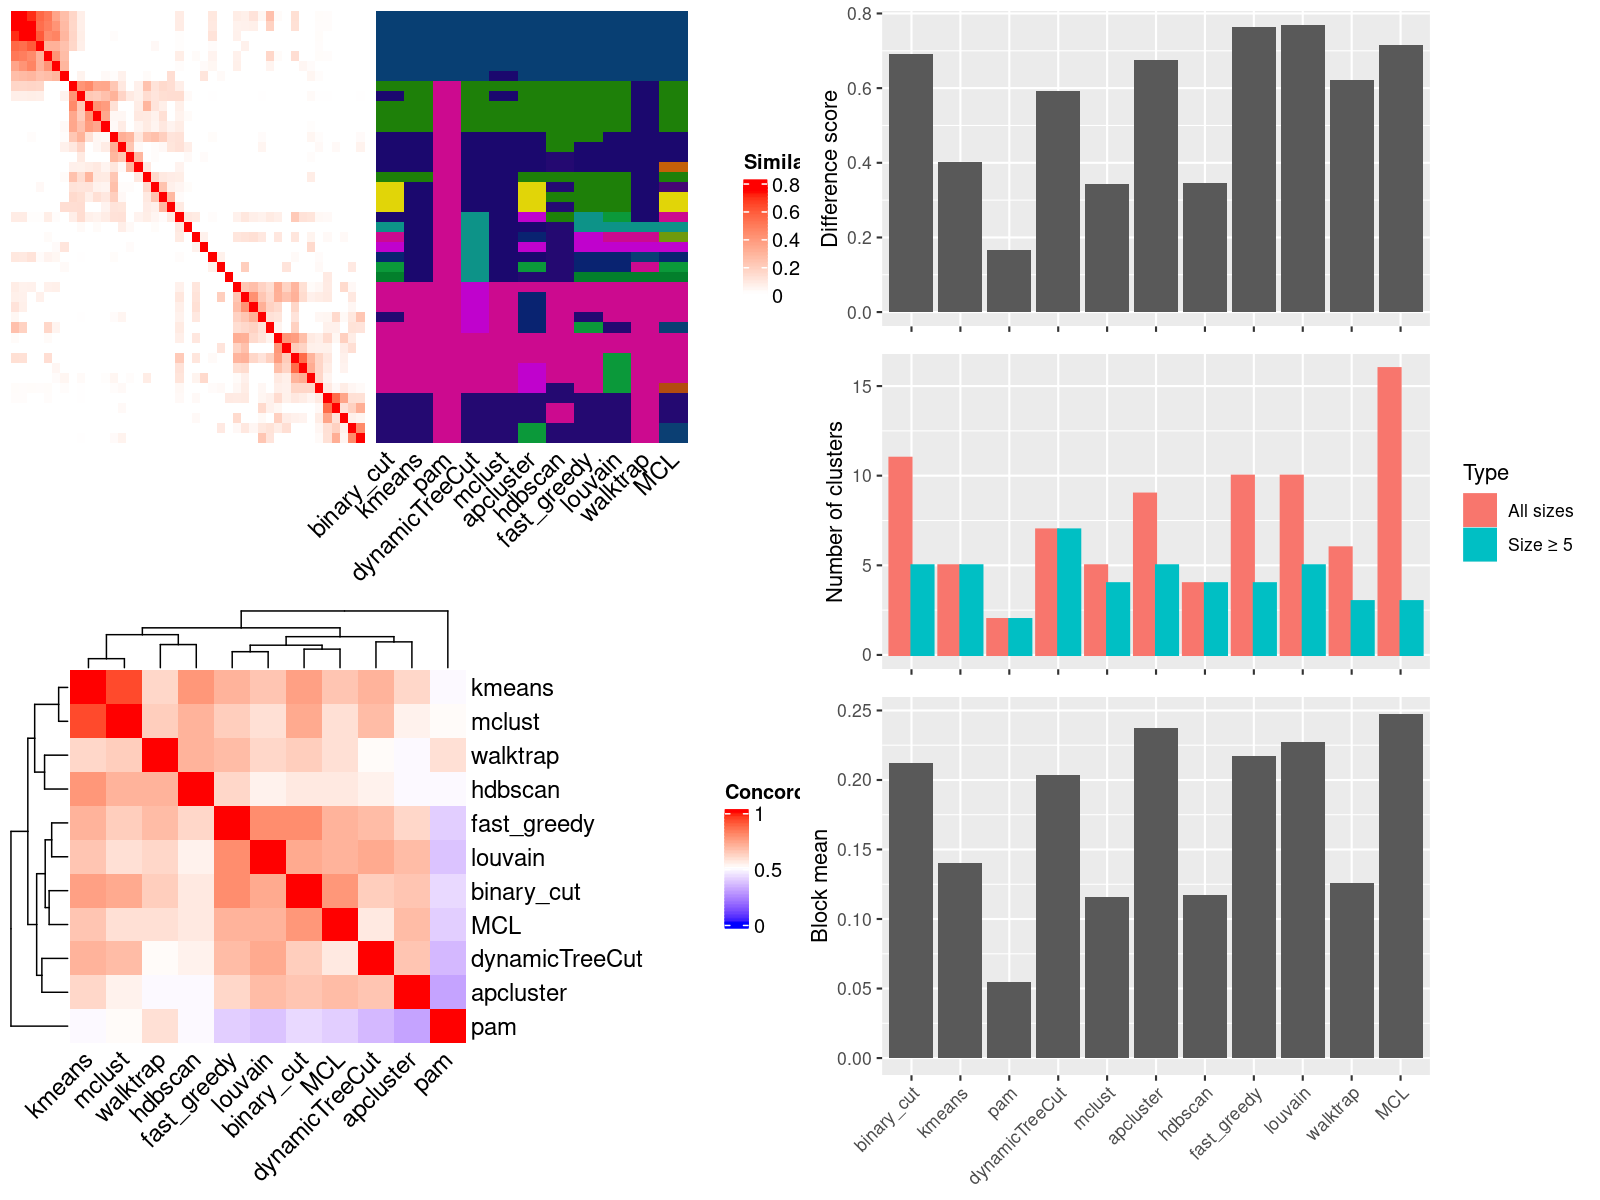 Simila
0.8
0.6
0.4
0.2
0
binary_cut
kmeans
pam
dynamicTreeCut
mclust
apcluster
hdbscan
fast_greedy
louvain
walktrap
MCL
kmeans
mclust
walktrap
hdbscan
fast_greedy
louvain
binary_cut
MCL
dynamicTreeCut
apcluster
pam
kmeans
mclust
walktrap
hdbscan
fast_greedy
louvain
binary_cut
MCL
dynamicTreeCut
apcluster
pam
Concord
1
0.5
0
Difference score
0.8
0.6
0.4
0.2
0.0
Number of clusters
15
10
5
0
Type
All sizes
Size ≥ 5
Block mean
0.25
0.20
0.15
0.10
0.05
0.00
binary_cut
kmeans
pam
dynamicTreeCut
mclust
apcluster
hdbscan
fast_greedy
louvain
walktrap
MCL